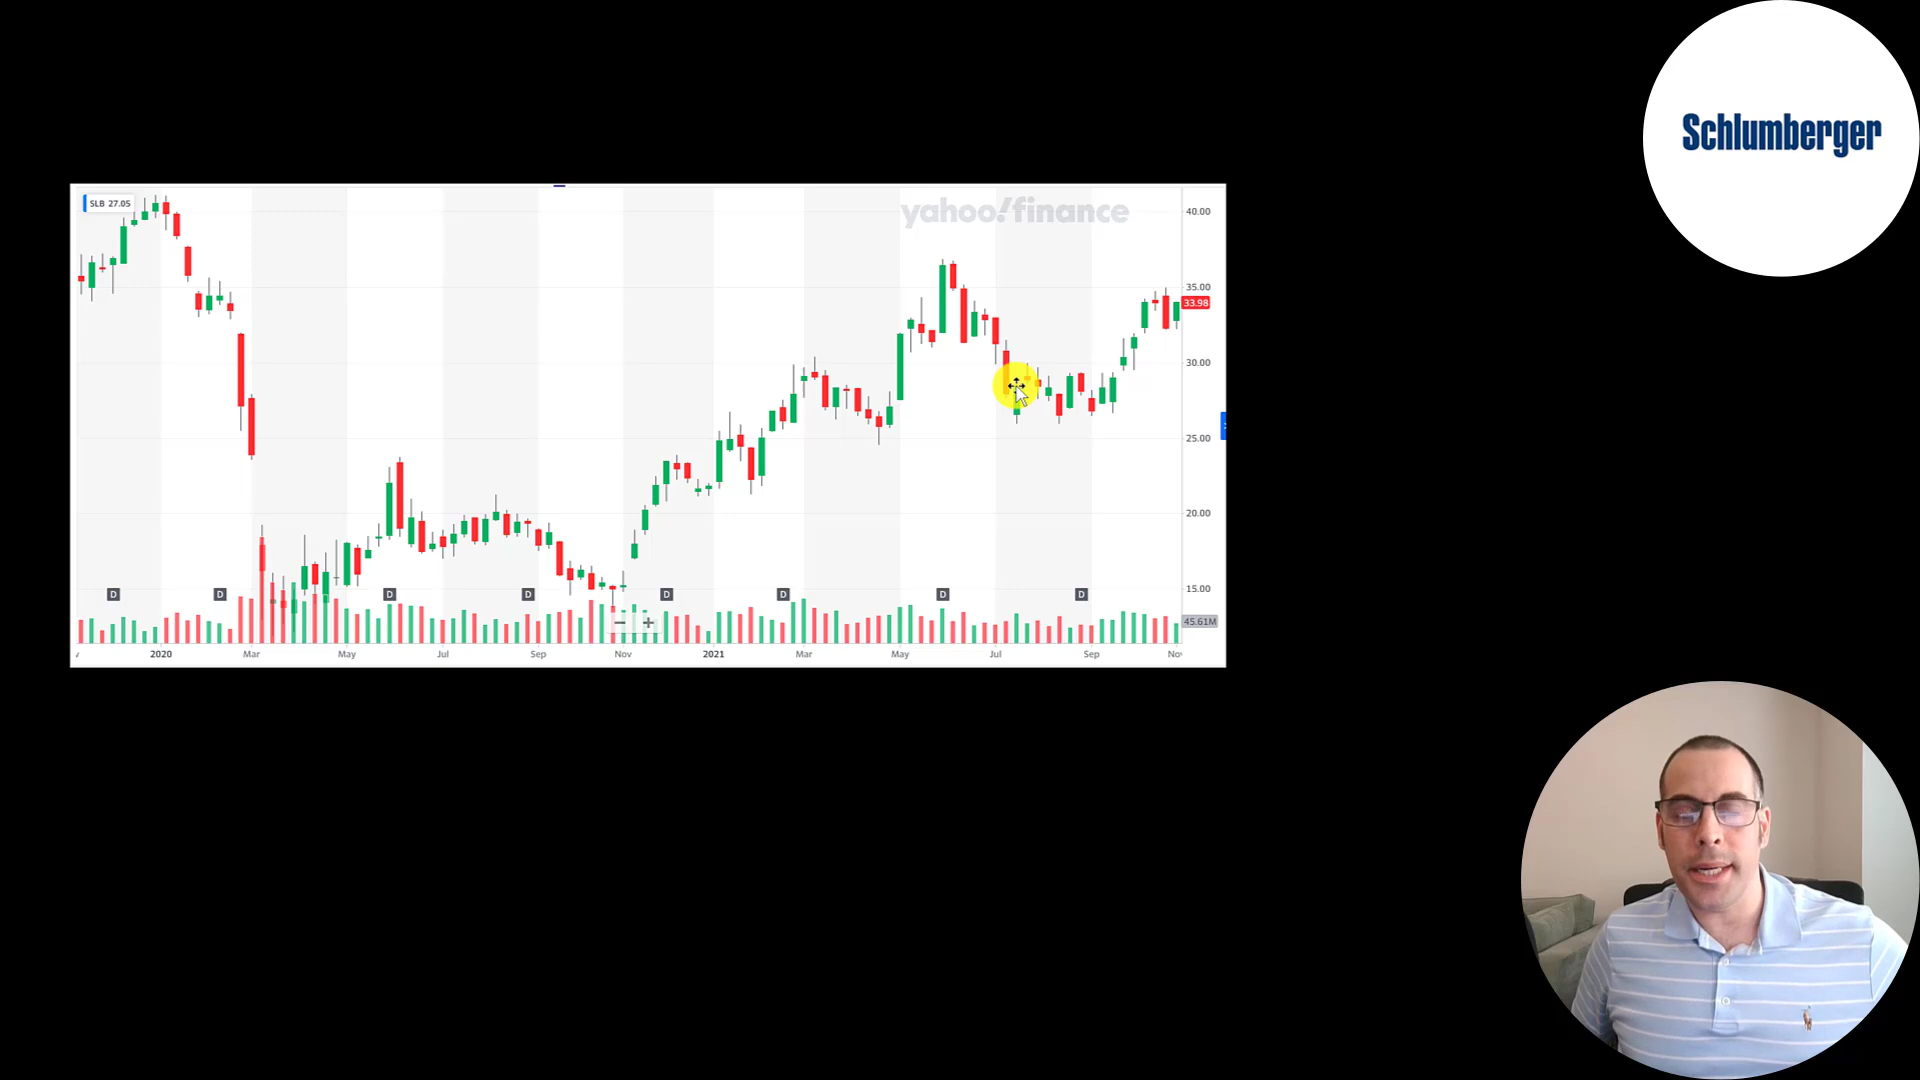 Schlumberger
SLB 27.05
yahoo!finance
40.00
35.00
33.98
30.00
25.00
20.00
15.00
D D D D D D D D
45.61M
2020 Mar May Jul Sep Nov 2021 Mar May Jul Sep Nov